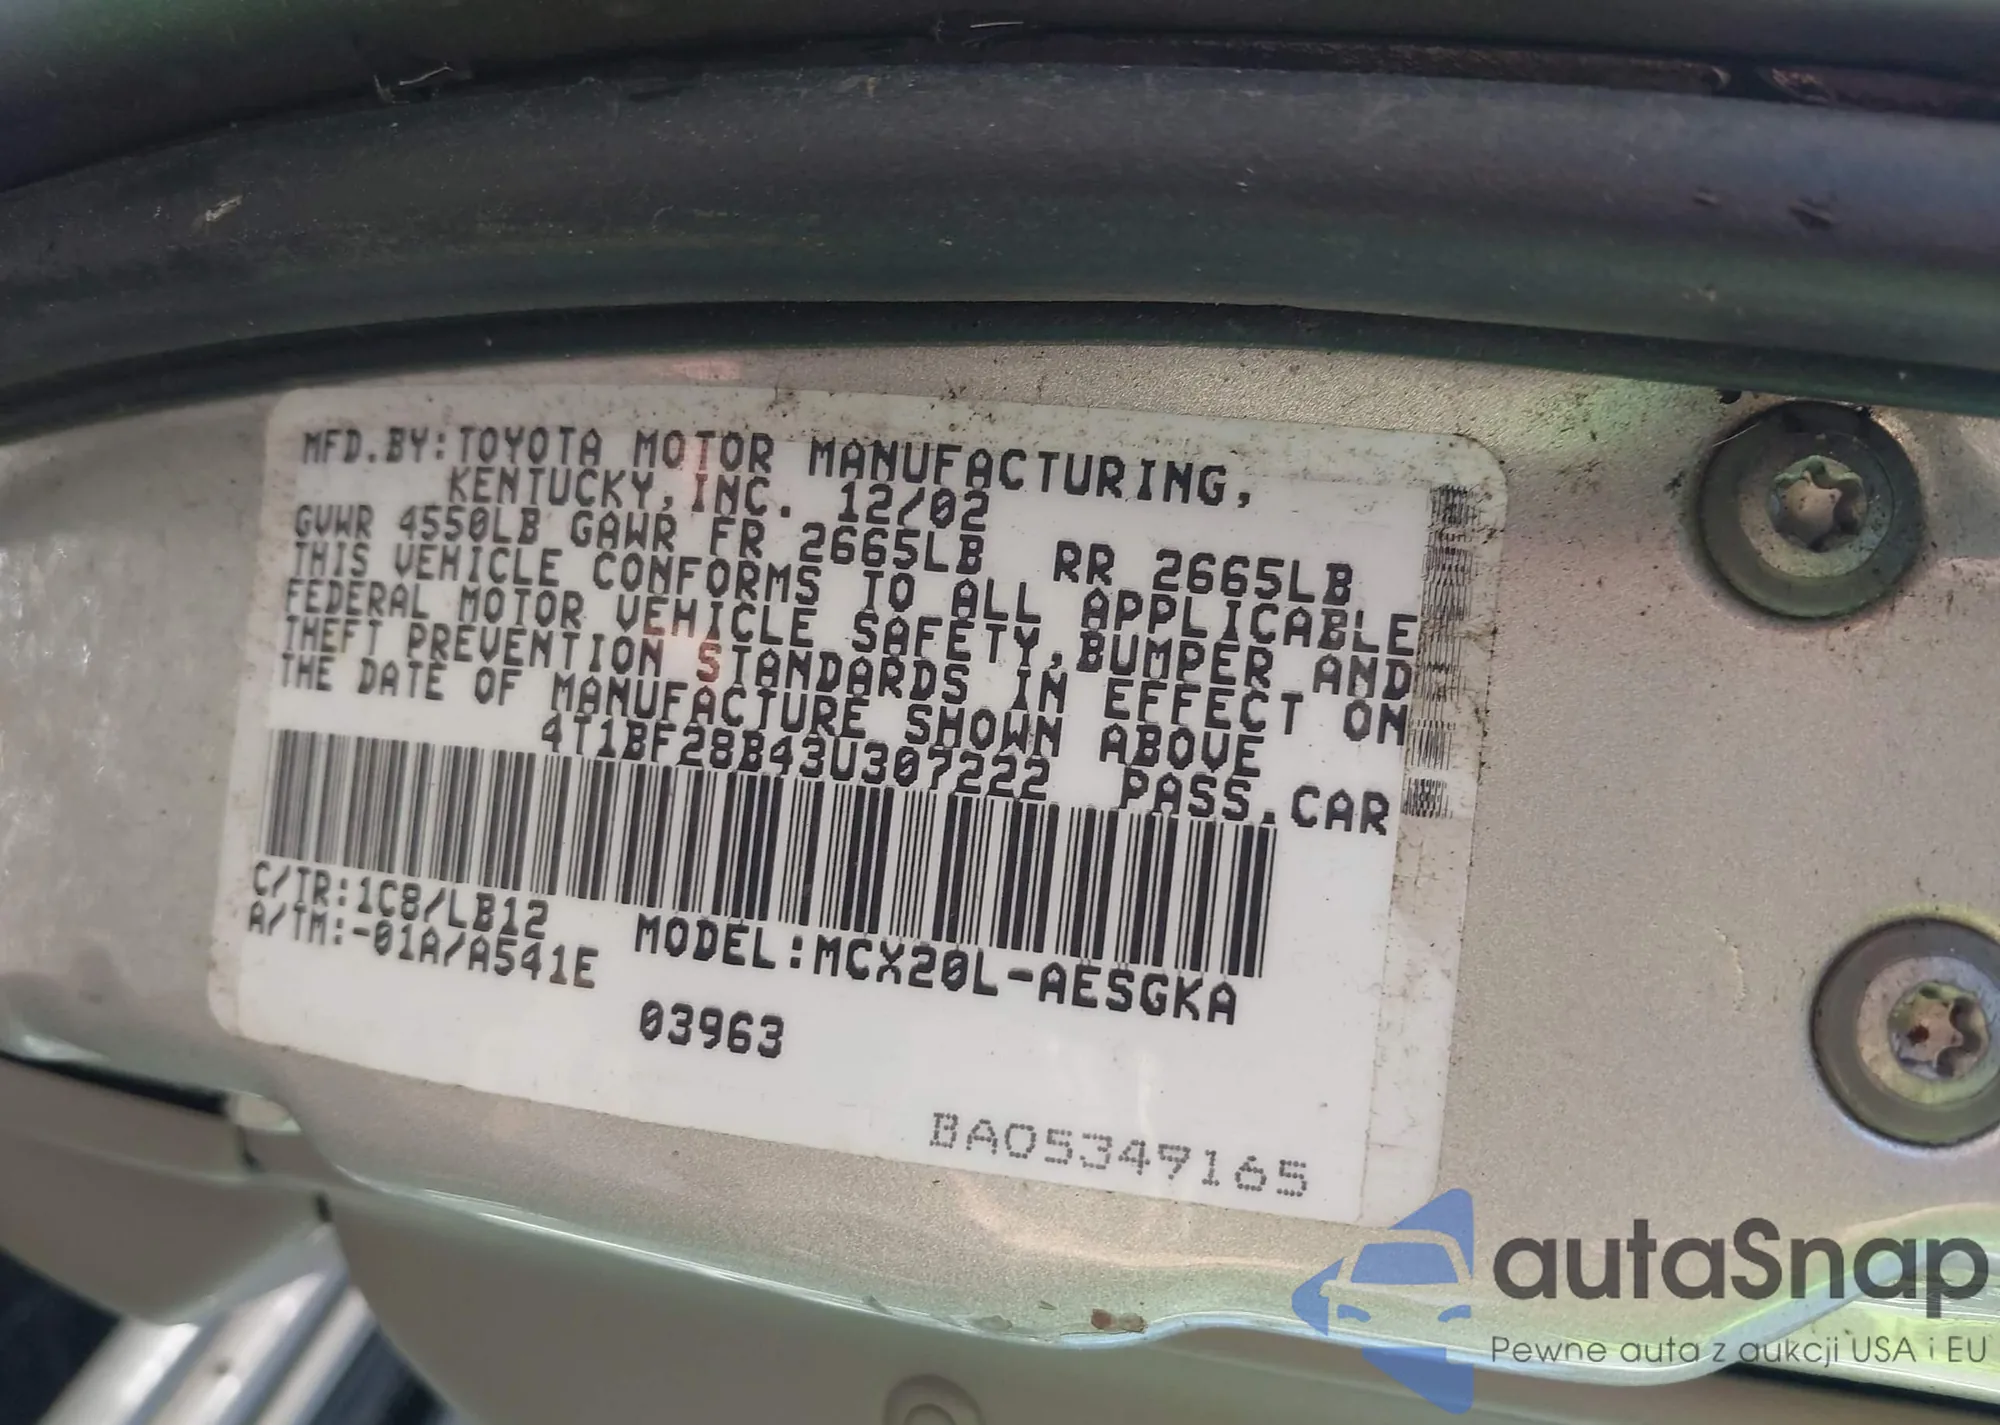 MFD.BY:TOYOTA MOTOR MANUFACTURING,
KENTUCKY,INC. 12/02
GVWR 4550LB GAWR FR 2665LB RR 2665LB
THIS VEHICLE CONFORMS TO ALL APPLICABLE
FEDERAL MOTOR VEHICLE SAFETY,BUMPER AND
THEFT PREVENTION STANDARDS IN EFFECT ON
THE DATE OF MANUFACTURE SHOWN ABOVE
4T1BF28B43U307222 PASS.CAR
C/TR:1C8/LB12
A/TM:-01A/A541E MODEL:MCX20L-AESGKA
03963
BA05349165
autaSnap
Pewne auta z aukcji USA i EU